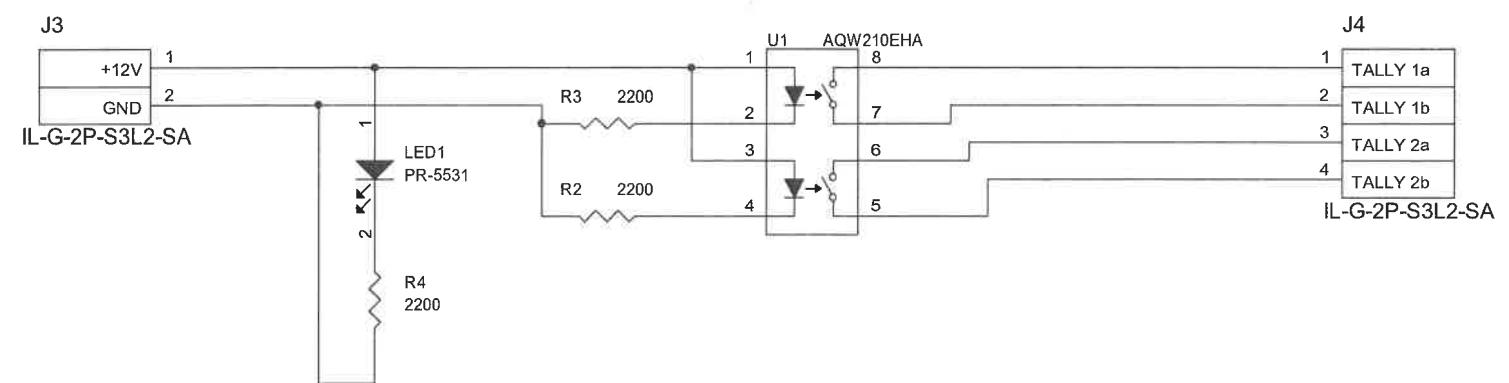 J3
+12V
1
GND
2
IL-G-2P-S3L2-SA
1
LED1
PR-5531
2
R4
2200
R3 2200
R2 2200
U1 AQW210EHA
1
2
3
4
8
7
6
5
J4
1 TALLY 1a
2 TALLY 1b
3 TALLY 2a
4 TALLY 2b
IL-G-2P-S3L2-SA